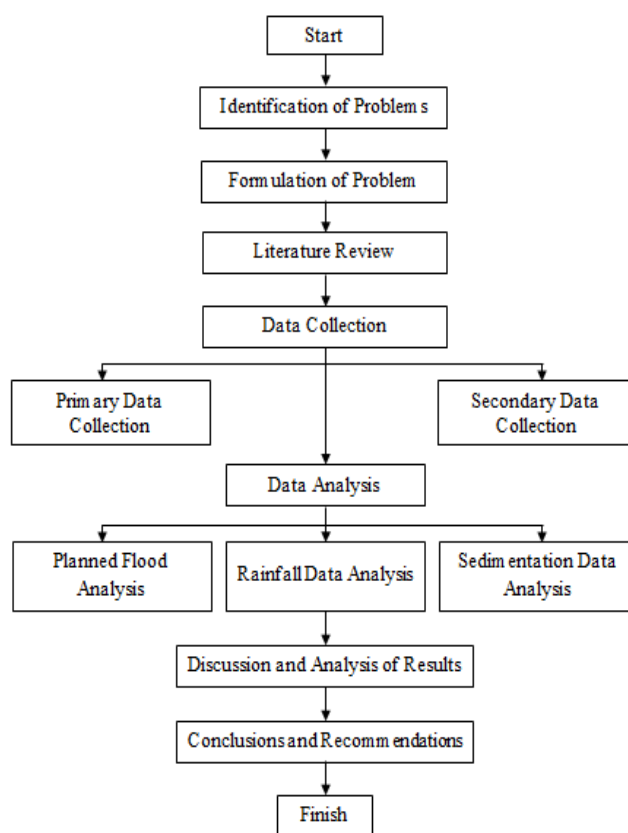 Start
Identification of Problems
Formulation of Problem
Literature Review
Data Collection
Primary Data
Collection
Secondary Data
Collection
Data Analysis
Planned Flood
Analysis
Rainfall Data Analysis
Sedimentation Data
Analysis
Discussion and Analysis of Results
Conclusions and Recommendations
Finish